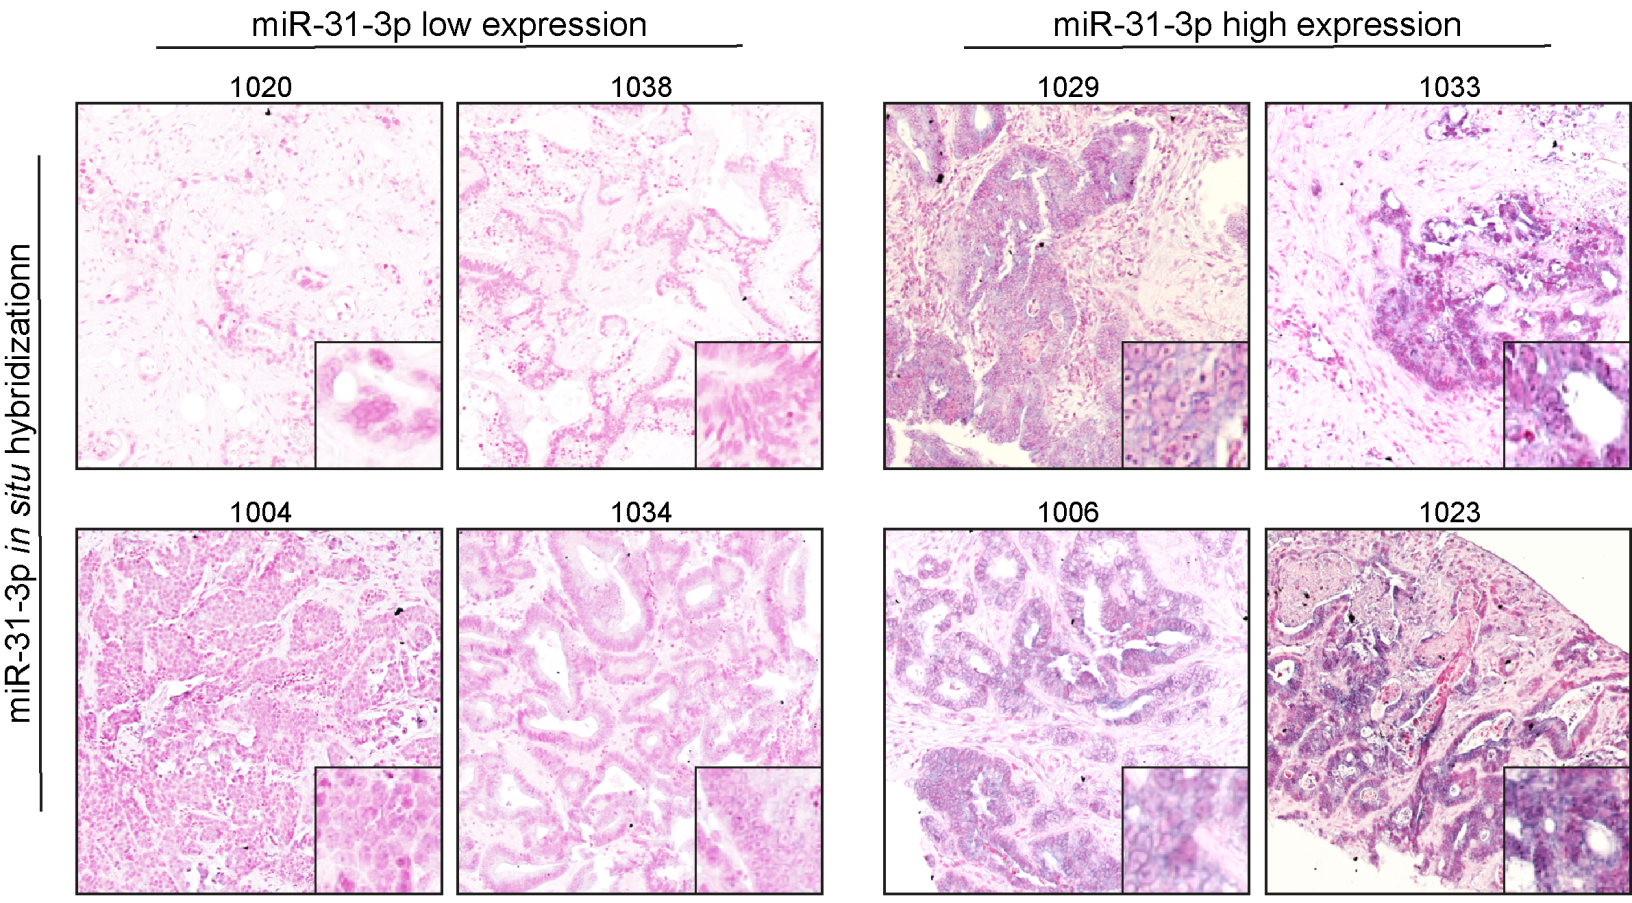 miR-31-3p low expression
miR-31-3p high expression
1020
1038
1029
1033
miR-31-3p in situ hybridizationn
1004
1034
1006
1023